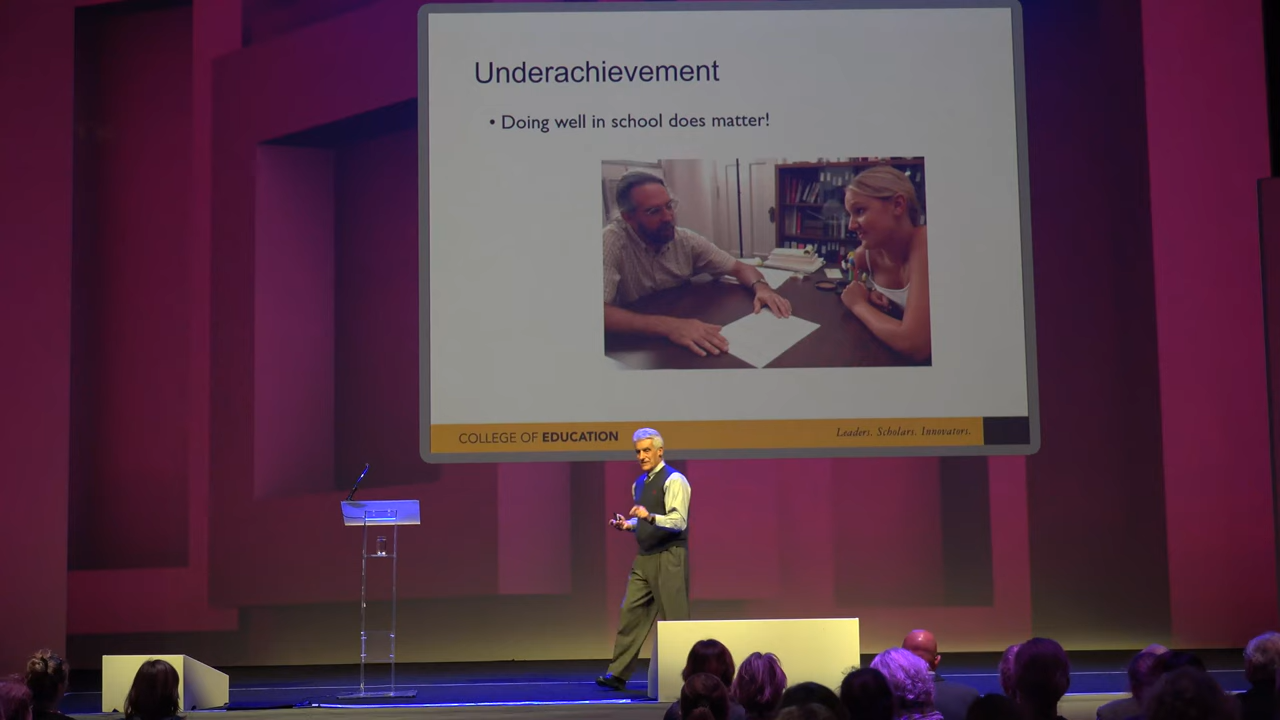 Underachievement
• Doing well in school does matter!
COLLEGE OF EDUCATION
Leaders. Scholars. Innovators.